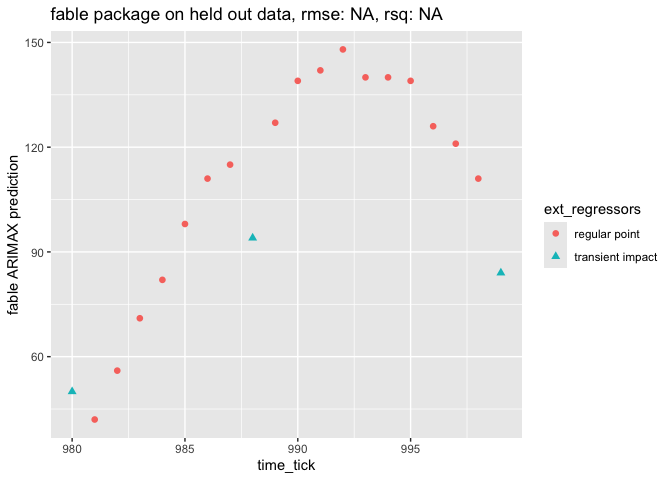 fable package on held out data, rmse: NA, rsq: NA
fable ARIMAX prediction
150
120
90
60
980
985
990
995
time_tick
ext_regressors
regular point
transient impact